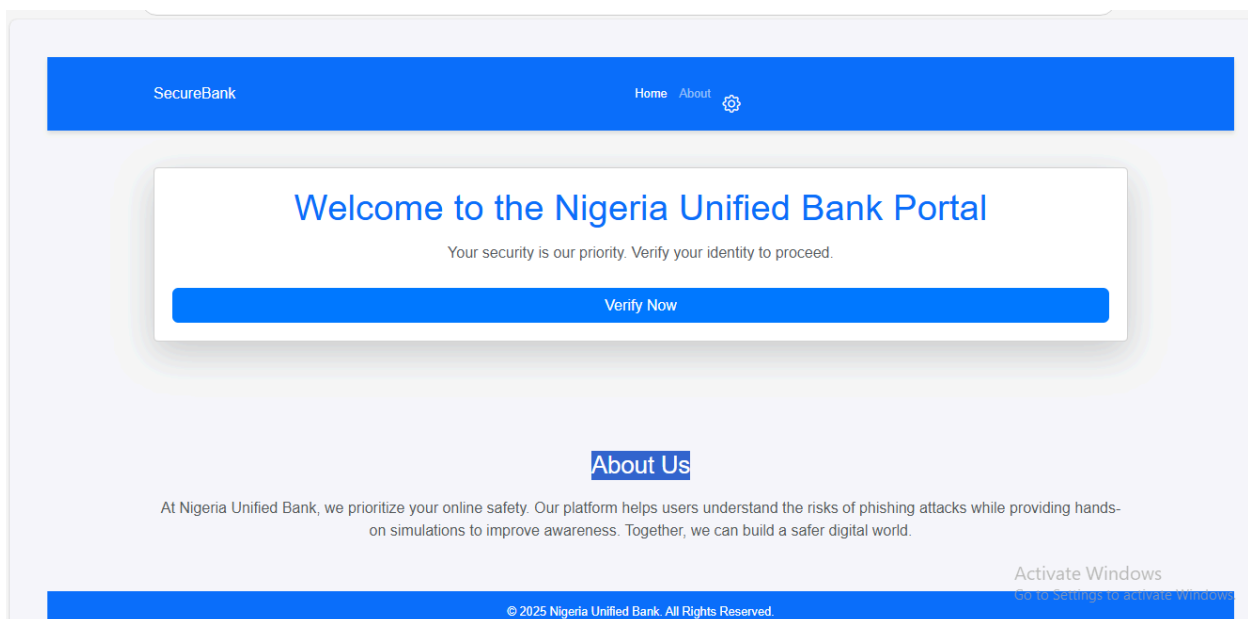 SecureBank
Home About
Welcome to the Nigeria Unified Bank Portal
Your security is our priority. Verify your identity to proceed.
Verify Now
About Us
At Nigeria Unified Bank, we prioritize your online safety. Our platform helps users understand the risks of phishing attacks while providing hands-
on simulations to improve awareness. Together, we can build a safer digital world.
Activate Windows
Go to Settings to activate Windows.
© 2025 Nigeria Unified Bank. All Rights Reserved.